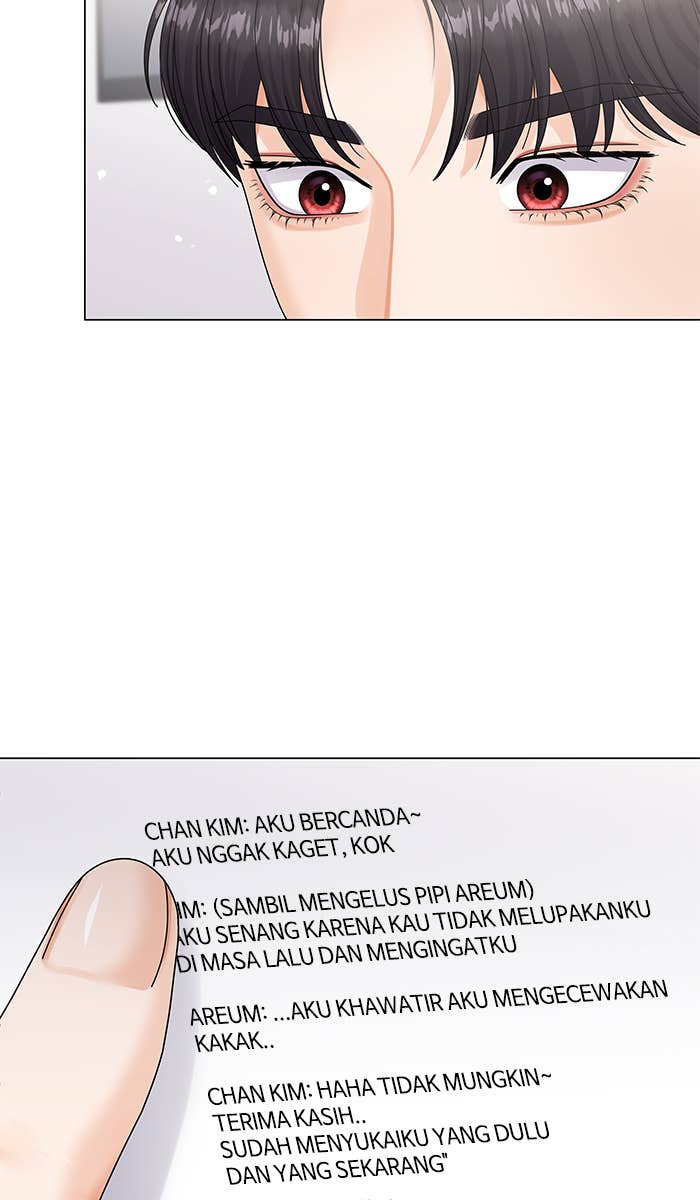 CHAN KIM: AKU BERCANDA~
AKU NGGAK KAGET, KOK
IM: (SAMBIL MENGELUS PIPI AREUM)
AKU SENANG KARENA KAU TIDAK MELUPAKANKU
DI MASA LALU DAN MENGINGATKU
AREUM: ...AKU KHAWATIR AKU MENGECEWAKAN
KAKAK..
CHAN KIM: HAHA TIDAK MUNGKIN~
TERIMA KASIH..
SUDAH MENYUKAIKU YANG DULU
DAN YANG SEKARANG"